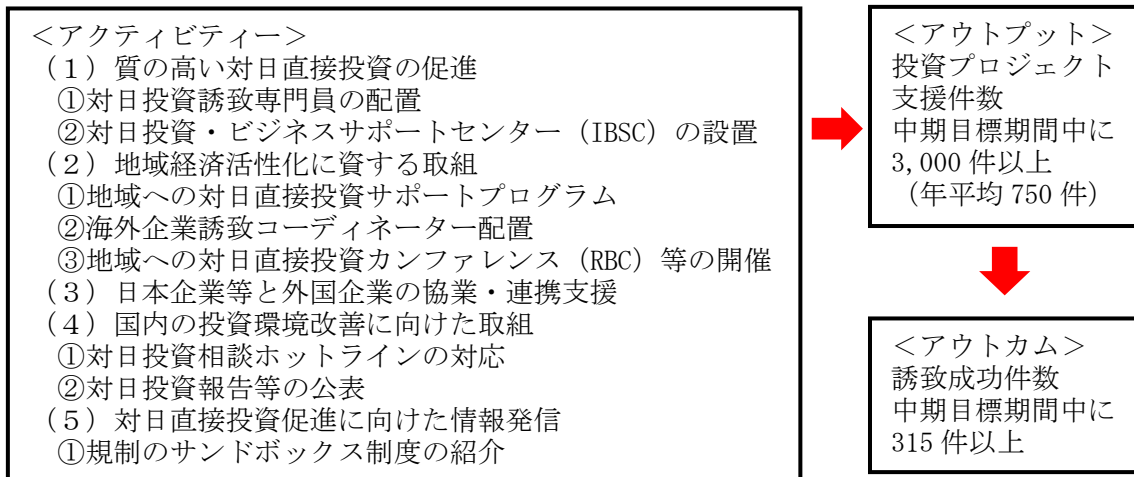 ＜アクティビティー＞
（１）質の高い対日直接投資の促進
①対日投資誘致専門員の配置
②対日投資・ビジネスサポートセンター（IBSC）の設置
（２）地域経済活性化に資する取組
①地域への対日直接投資サポートプログラム
②海外企業誘致コーディネーター配置
③地域への対日直接投資カンファレンス（RBC）等の開催
（３）日本企業等と外国企業の協業・連携支援
（４）国内の投資環境改善に向けた取組
①対日投資相談ホットラインの対応
②対日投資報告等の公表
（５）対日直接投資促進に向けた情報発信
①規制のサンドボックス制度の紹介
＜アウトプット＞
投資プロジェクト
支援件数
中期目標期間中に
3,000 件以上
（年平均 750 件）
＜アウトカム＞
誘致成功件数
中期目標期間中に
315 件以上